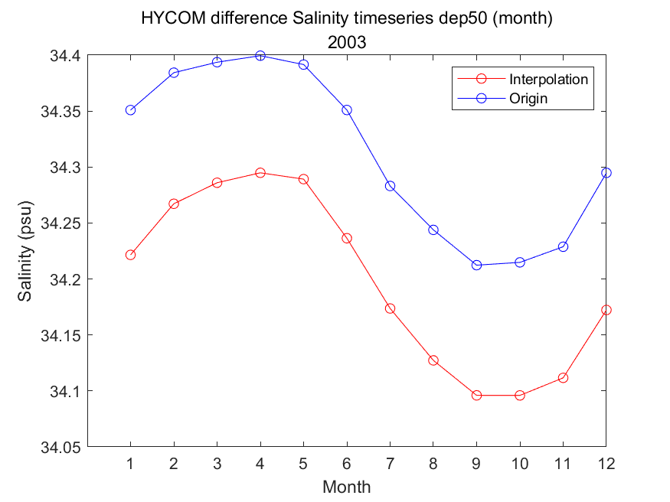 HYCOM difference Salinity timeseries dep50 (month)
2003
Interpolation
Origin
34.4
34.35
34.3
34.25
34.2
34.15
34.1
34.05
Salinity (psu)
1 2 3 4 5 6 7 8 9 10 11 12
Month